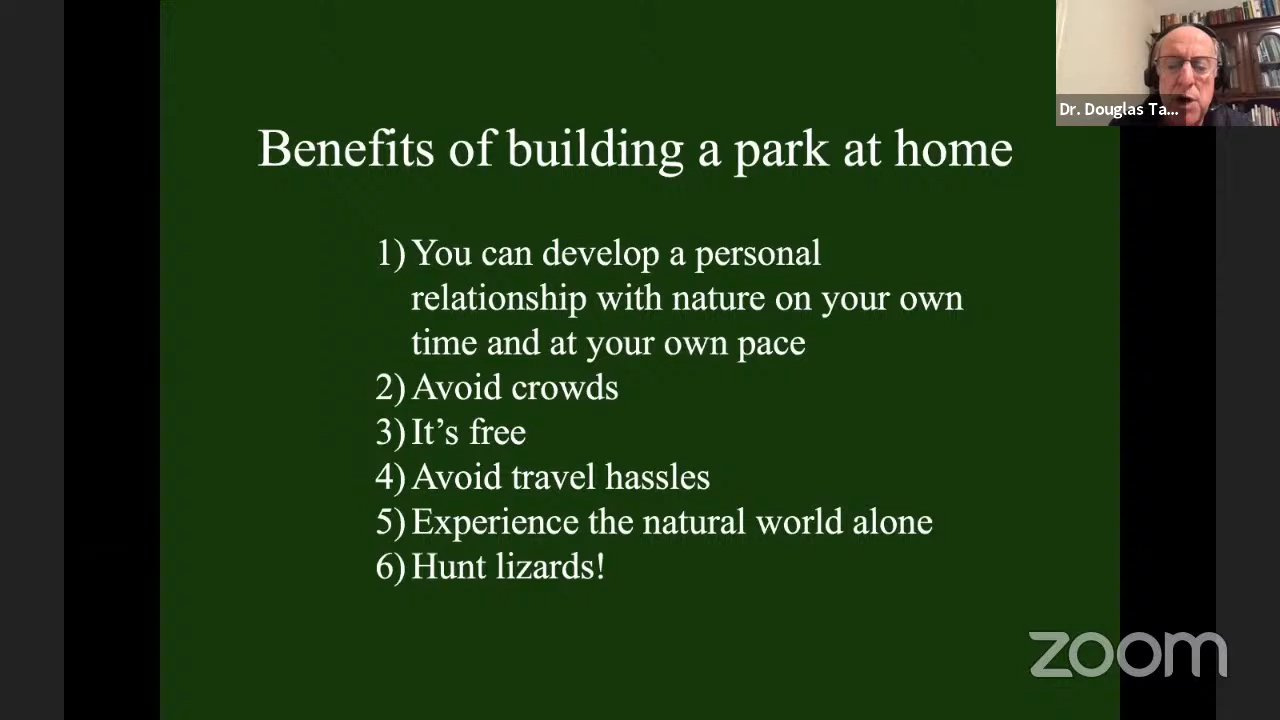 Dr. Douglas Ta...
Benefits of building a park at home
1) You can develop a personal
relationship with nature on your own
time and at your own pace
2) Avoid crowds
3) It’s free
4) Avoid travel hassles
5) Experience the natural world alone
6) Hunt lizards!
zoom